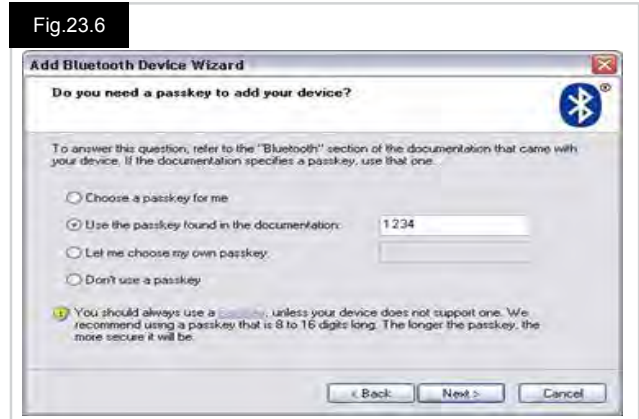 Fig.23.6
Add Bluetooth Device Wizard
Do you need a passkey to add your device?
®
To answer this question, refer to the "Bluetooth" section of the documentation that came with
your device. If the documentation specifies a passkey, use that one.
Choose a passkey for me
Use the passkey found in the documentation: 1234
Let me choose my own passkey:
Don't use a passkey
You should always use a passkey, unless your device does not support one. We
recommend using a passkey that is 8 to 16 digits long. The longer the passkey, the
more secure it will be.
< Back Next > Cancel